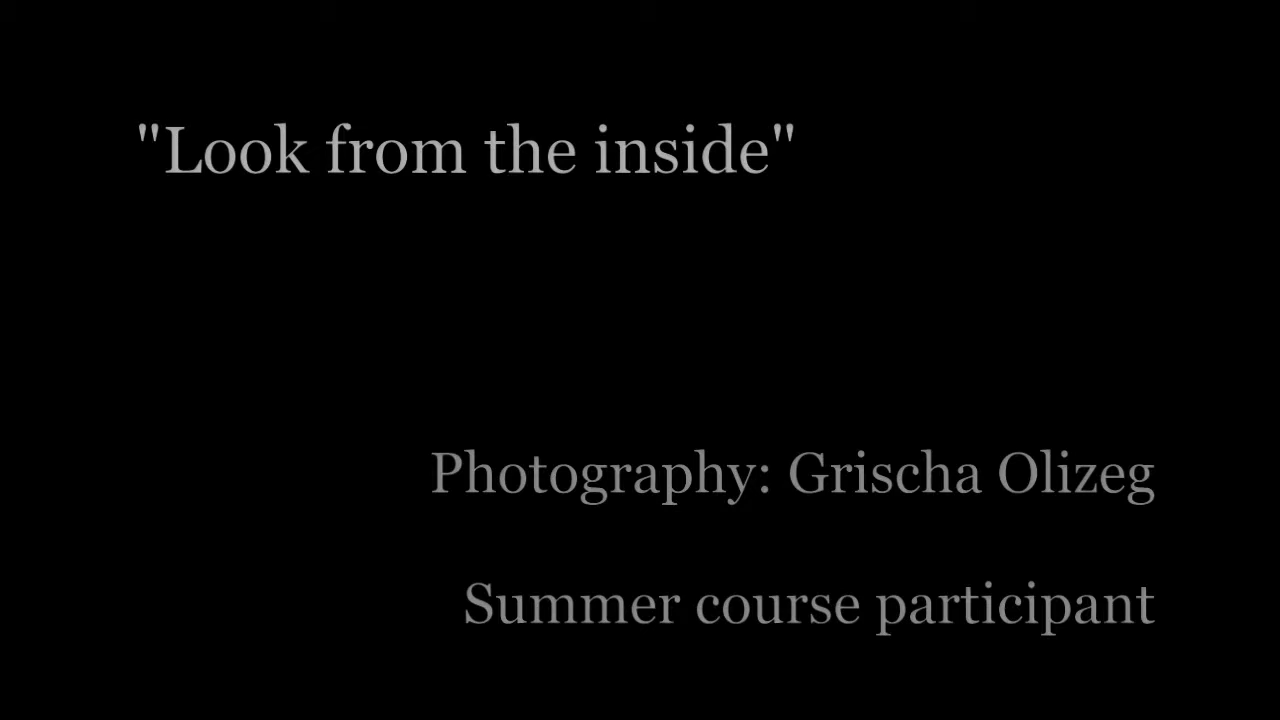 "Look from the inside"
Photography: Grischa Olizeg
Summer course participant